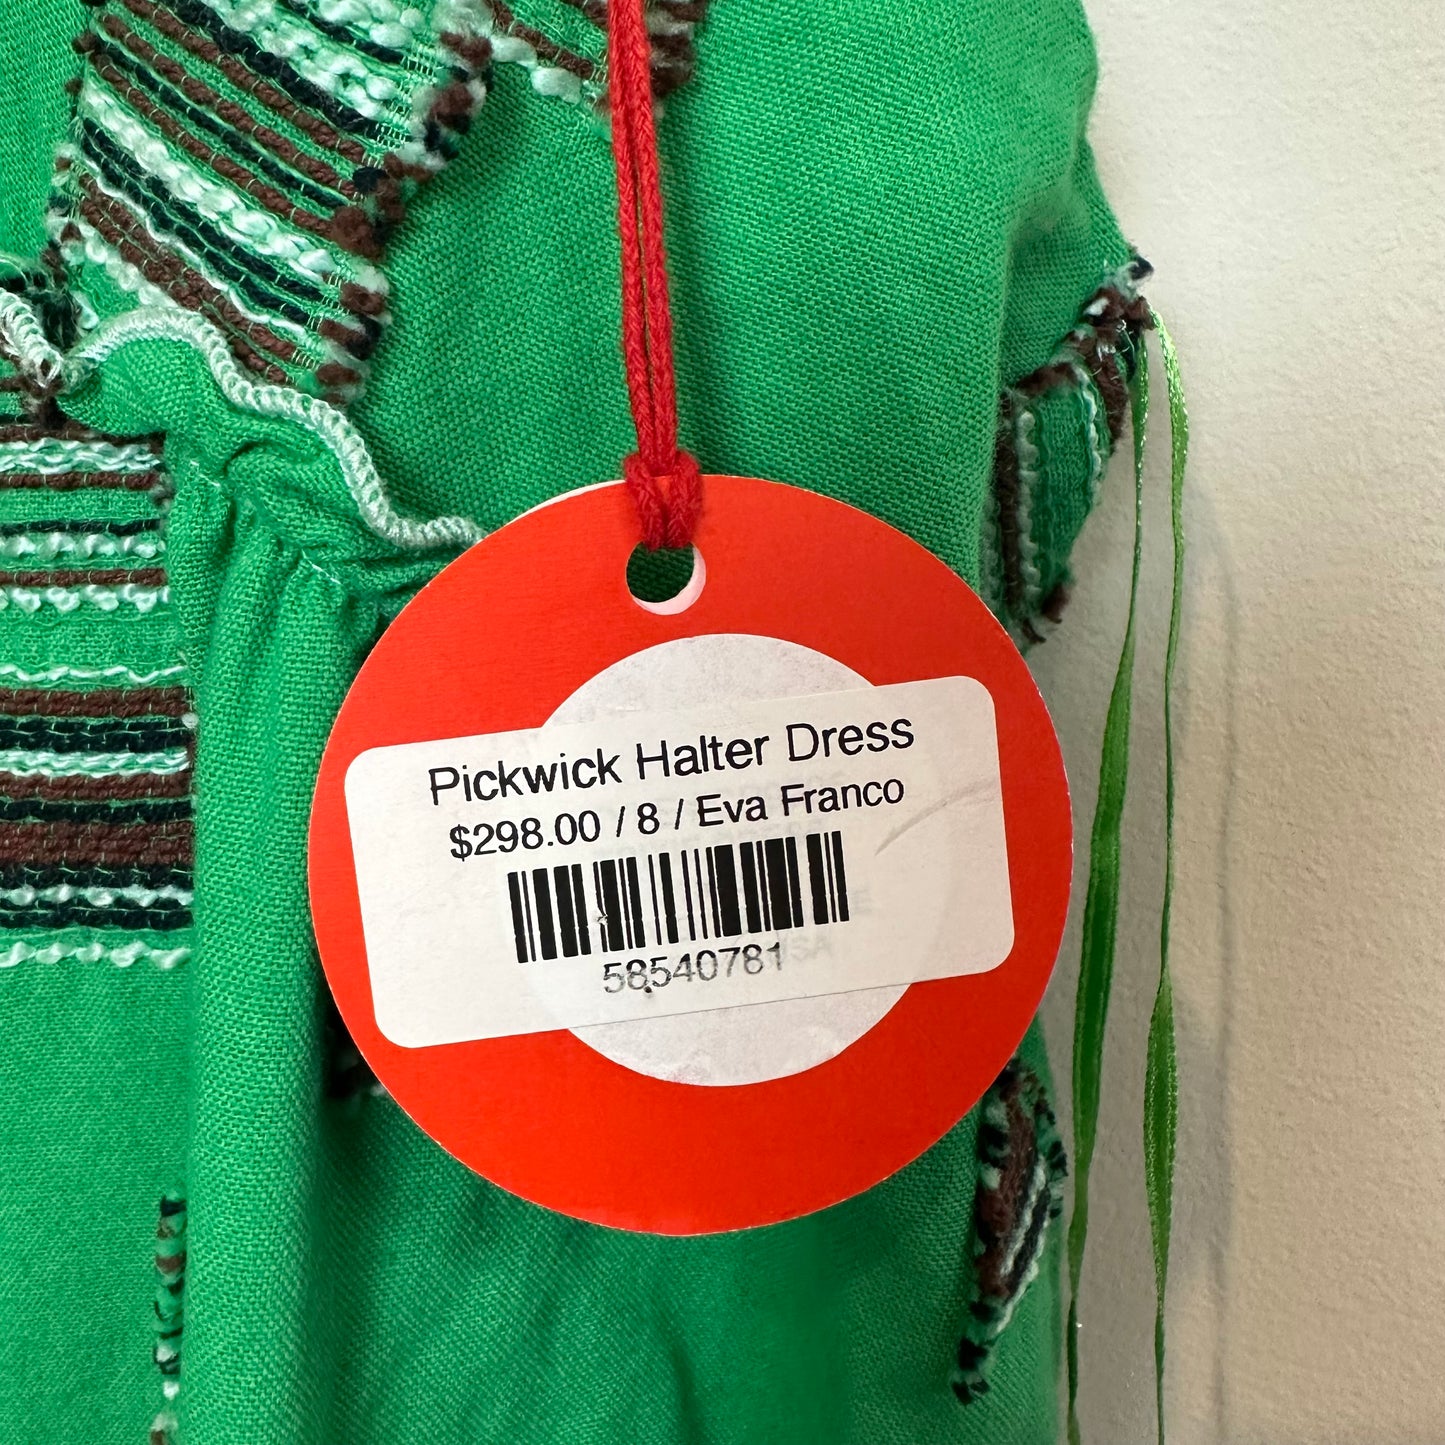 Pickwick Halter Dress
$298.00 / 8 / Eva Franco
58540781